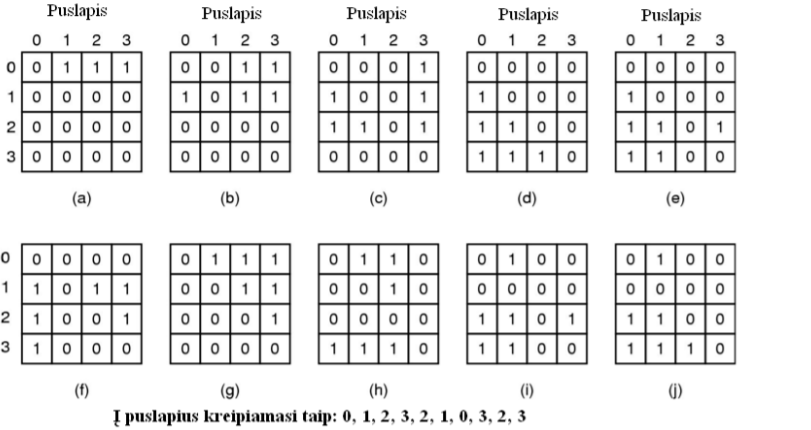 Puslapis Puslapis Puslapis Puslapis Puslapis
0 1 2 3 0 1 2 3 0 1 2 3 0 1 2 3 0 1 2 3
0 0 1 1 1 0 0 1 1 0 0 0 1 0 0 0 0 0 0 0 0
1 0 0 0 0 1 0 1 1 1 0 0 1 1 0 0 0 1 0 0 0
2 0 0 0 0 0 0 0 0 1 1 0 1 1 1 0 0 1 1 0 1
3 0 0 0 0 0 0 0 0 0 0 0 0 1 1 1 0 1 1 0 0
(a) (b) (c) (d) (e)
0 0 0 0 0 0 1 1 1 0 1 1 0 0 1 0 0 0 1 0 0
1 1 0 1 1 0 0 1 1 0 0 1 0 0 0 0 0 0 0 0 0
2 1 0 0 1 0 0 0 1 0 0 0 0 1 1 0 1 1 1 0 0
3 1 0 0 0 0 0 0 0 1 1 1 0 1 1 0 0 1 1 1 0
(f) (g) (h) (i) (j)
Į puslapius kreipiamasi taip: 0, 1, 2, 3, 2, 1, 0, 3, 2, 3